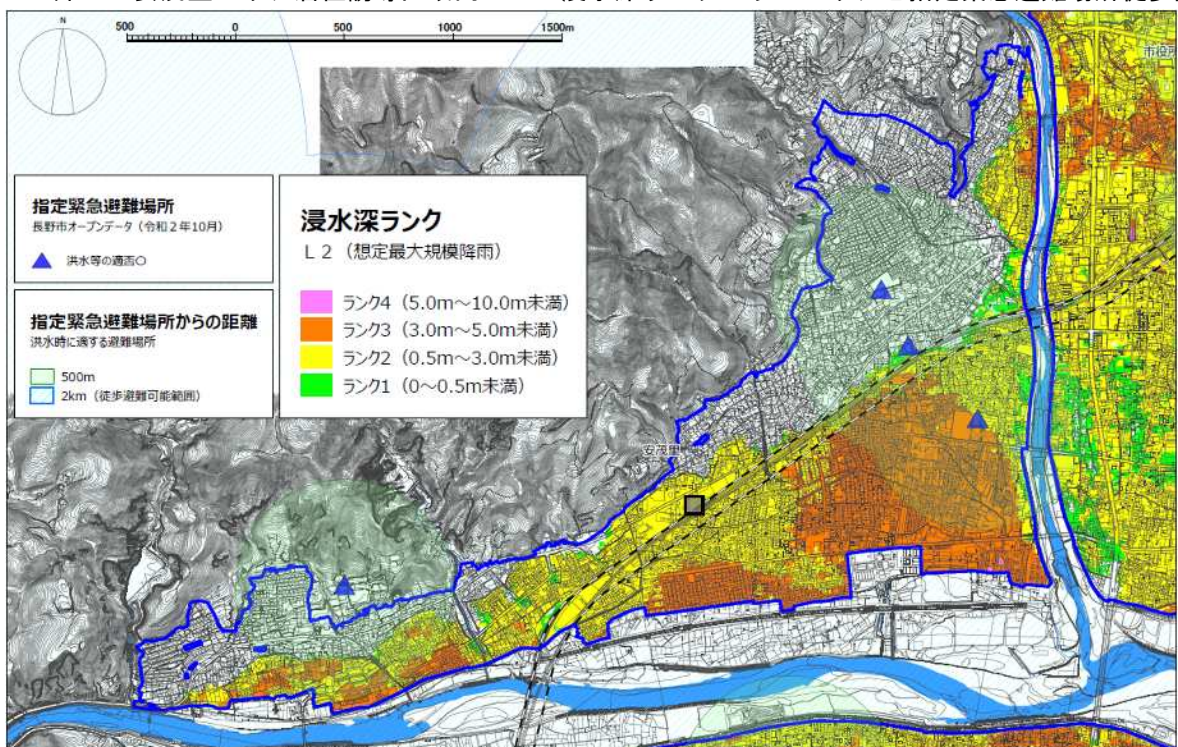 500
0
500
1000
1500m
N
市役所
指定緊急避難場所
長野市オープンデータ（令和２年10月）
洪水等の適否〇
指定緊急避難場所からの距離
洪水時に適する避難場所
500m
2km（徒歩避難可能範囲）
浸水深ランク
Ｌ２（想定最大規模降雨）
ランク4（5.0m～10.0m未満）
ランク3（3.0m～5.0m未満）
ランク2（0.5m～3.0m未満）
ランク1（0～0.5m未満）
安茂里